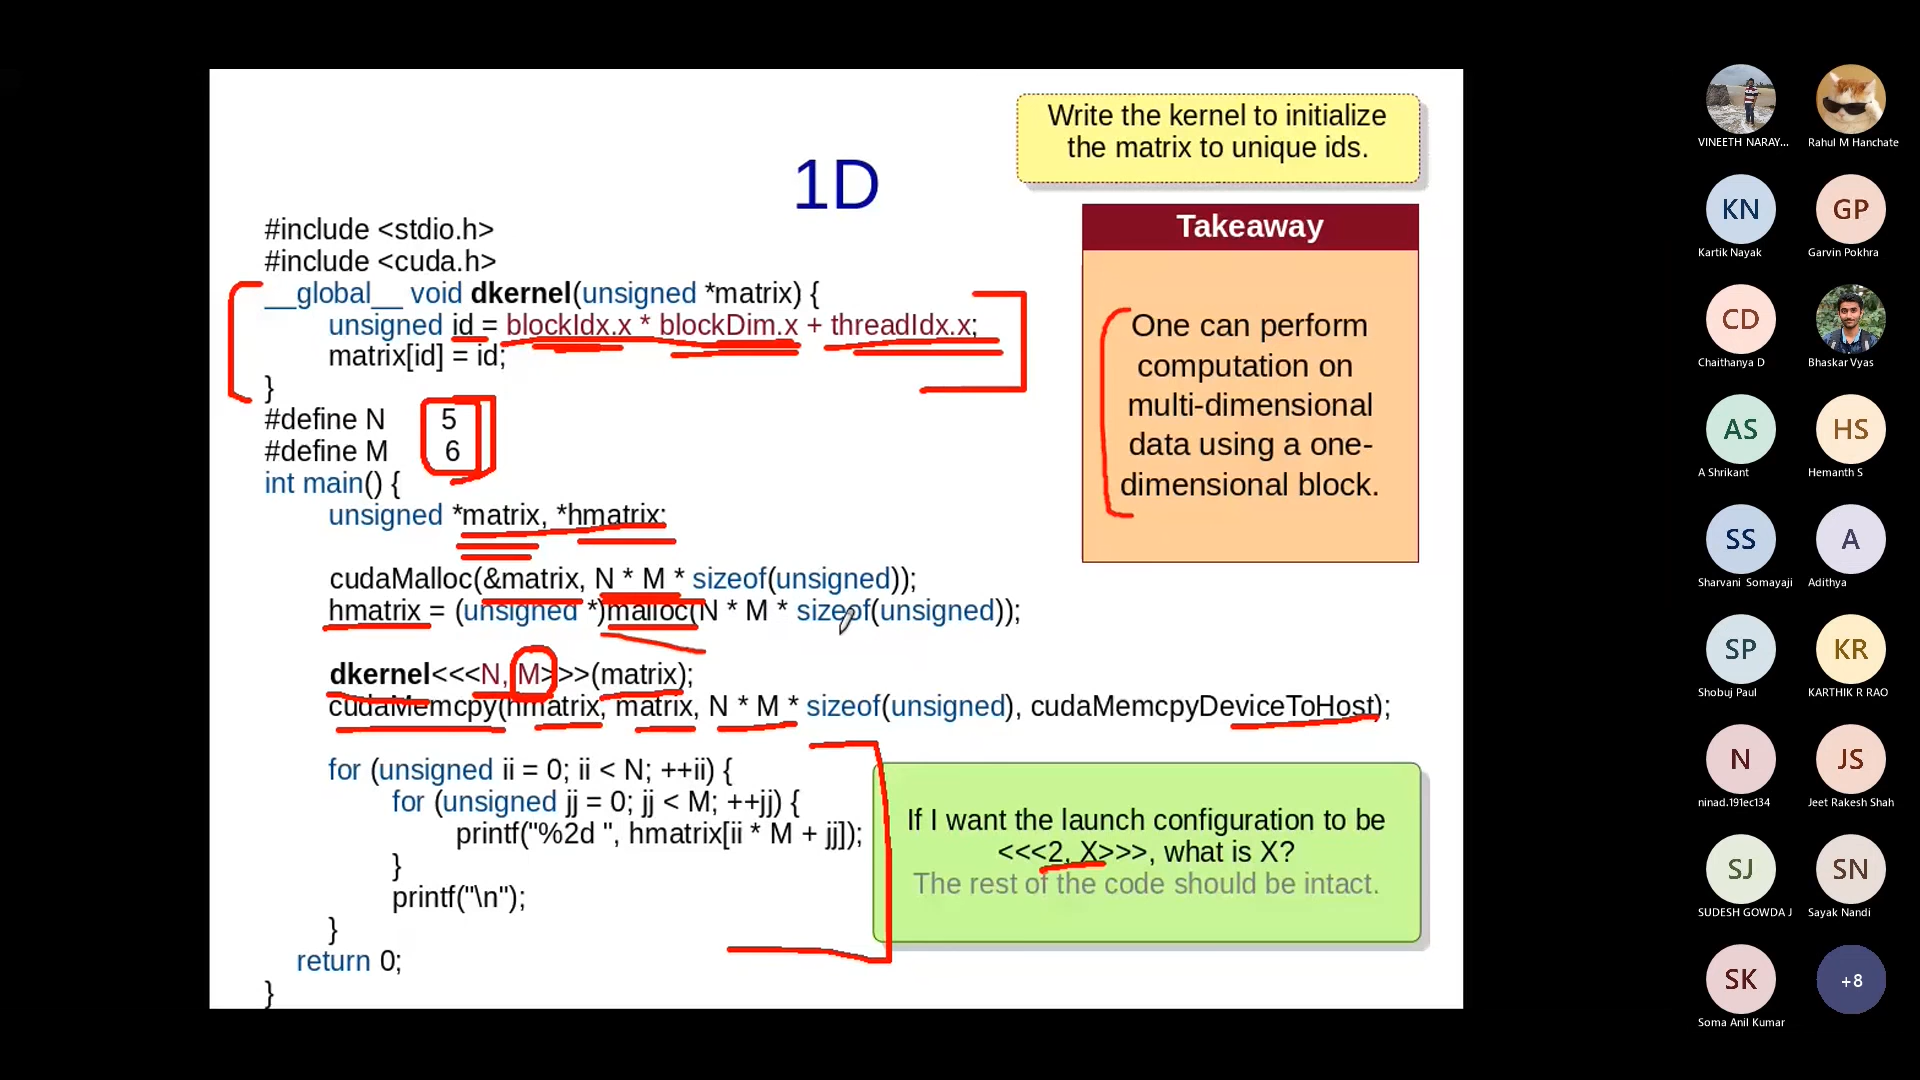 Write the kernel to initialize
the matrix to unique ids.
1D
Takeaway
One can perform
computation on
multi-dimensional
data using a one-
dimensional block.
#include <stdio.h>
#include <cuda.h>
__global__ void dkernel(unsigned *matrix) {
unsigned id = blockIdx.x * blockDim.x + threadIdx.x;
matrix[id] = id;
}
#define N 5
#define M 6
int main() {
unsigned *matrix, *hmatrix;
cudaMalloc(&matrix, N * M * sizeof(unsigned));
hmatrix = (unsigned *)malloc(N * M * sizeof(unsigned));
dkernel<<<N, M>>>(matrix);
cudaMemcpy(hmatrix, matrix, N * M * sizeof(unsigned), cudaMemcpyDeviceToHost);
for (unsigned ii = 0; ii < N; ++ii) {
for (unsigned jj = 0; jj < M; ++jj) {
printf("%2d ", hmatrix[ii * M + jj]);
}
printf("\n");
}
return 0;
}
If I want the launch configuration to be
<<<2, X>>>, what is X?
The rest of the code should be intact.
VINEETH NARAY...
Rahul M Hanchate
KN
GP
Kartik Nayak
Garvin Pokhra
CD
Chaithanya D
Bhaskar Vyas
AS
HS
A Shrikant
Hemanth S
SS
A
Sharvani Somayaji
Adithya
SP
KR
Shobuj Paul
KARTHIK R RAO
N
JS
ninad.191ec134
Jeet Rakesh Shah
SJ
SN
SUDESH GOWDA J
Sayak Nandi
SK
+8
Soma Anil Kumar